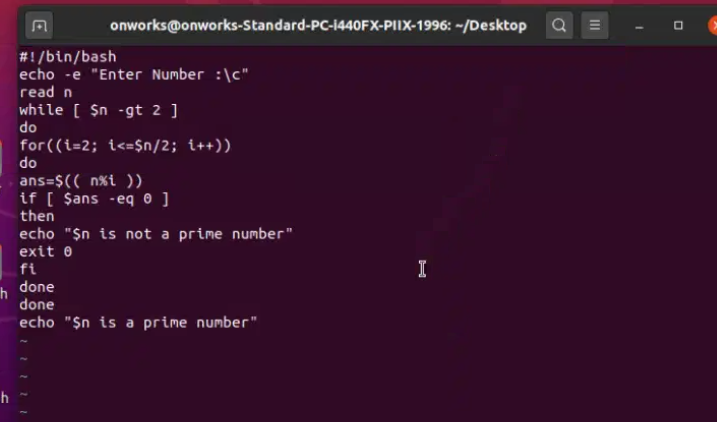 onworks@onworks-Standard-PC-i440FX-PIIX-1996: ~/Desktop
#!/bin/bash
echo -e "Enter Number :\c"
read n
while [ $n -gt 2 ]
do
for((i=2; i<=$n/2; i++))
do
ans=$(( n%i ))
if [ $ans -eq 0 ]
then
echo "$n is not a prime number"
exit 0
fi
done
done
echo "$n is a prime number"
~
~
~
~
~
h
h